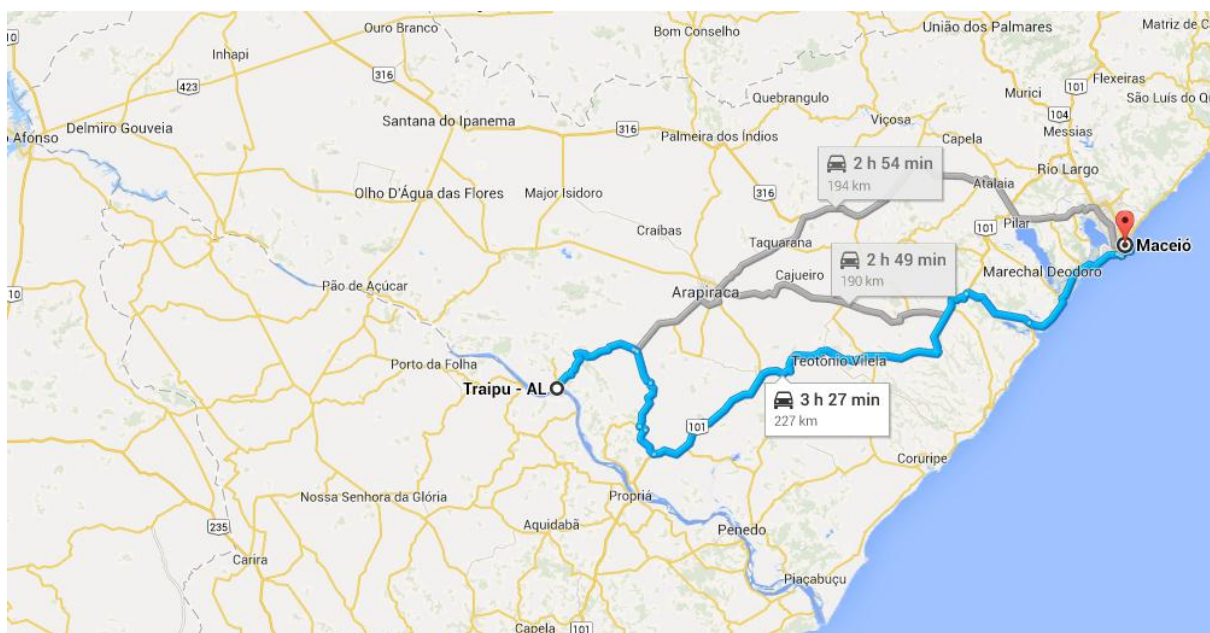 Ouro Branco
Bom Conselho
União dos Palmares
Matriz de C
10
Inhapi
316
Flexeiras
101
423
Quebrangulo
Murici
São Luís do Qu
Viçosa
104
Santana do Ipanema
Delmiro Gouveia
o Afonso
316
Palmeira dos Índios
Capela
Messias
2 h 54 min
194 km
Rio Largo
Olho D'Água das Flores
Major Isidoro
316
Atalaia
Craíbas
101
Pilar
Taquarana
Maceió
Cajueiro
2 h 49 min
190 km
Marechal Deodoro
Pão de Açúcar
Arapiraca
10
Porto da Folha
Teotônio Vilela
Traipu - AL
3 h 27 min
227 km
101
Coruripe
Nossa Senhora da Glória
Propriá
235
Aquidabã
Penedo
Carira
Piaçabuçu
Capela
101